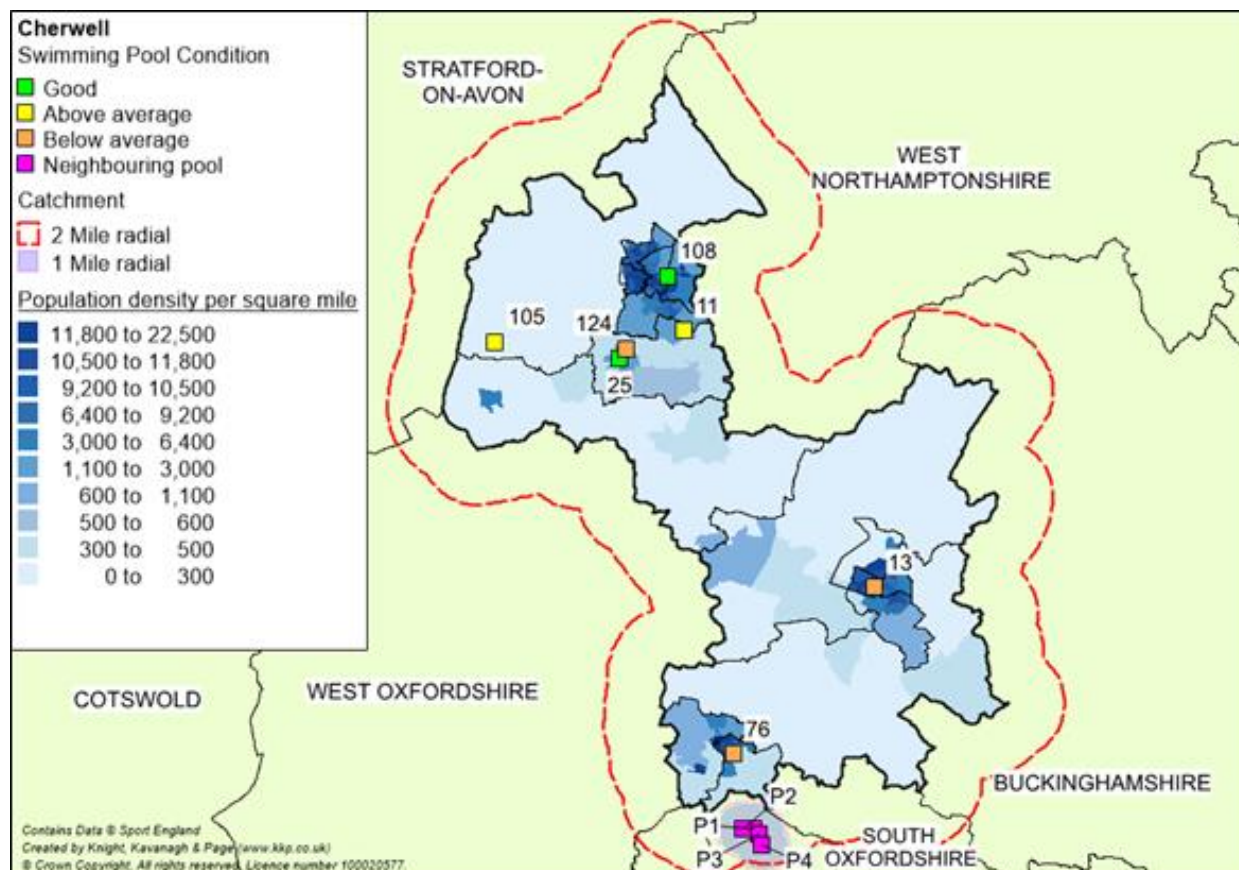 Cherwell
Swimming Pool Condition
Good
Above average
Below average
Neighbouring pool
Catchment
2 Mile radial
1 Mile radial
Population density per square mile
11,800 to 22,500
10,500 to 11,800
9,200 to 10,500
6,400 to 9,200
3,000 to 6,400
1,100 to 3,000
600 to 1,100
500 to 600
300 to 500
0 to 300
STRATFORD-
ON-AVON
WEST
NORTHAMPTONSHIRE
108
11
105
124
25
13
COTSWOLD
WEST OXFORDSHIRE
76
BUCKINGHAMSHIRE
P2
P1
P3
P4
SOUTH
OXFORDSHIRE
Contains Data © Sport England
Created by Knight, Kavanagh & Page (www.kkp.co.uk)
© Crown Copyright. All rights reserved. Licence number 100020577.